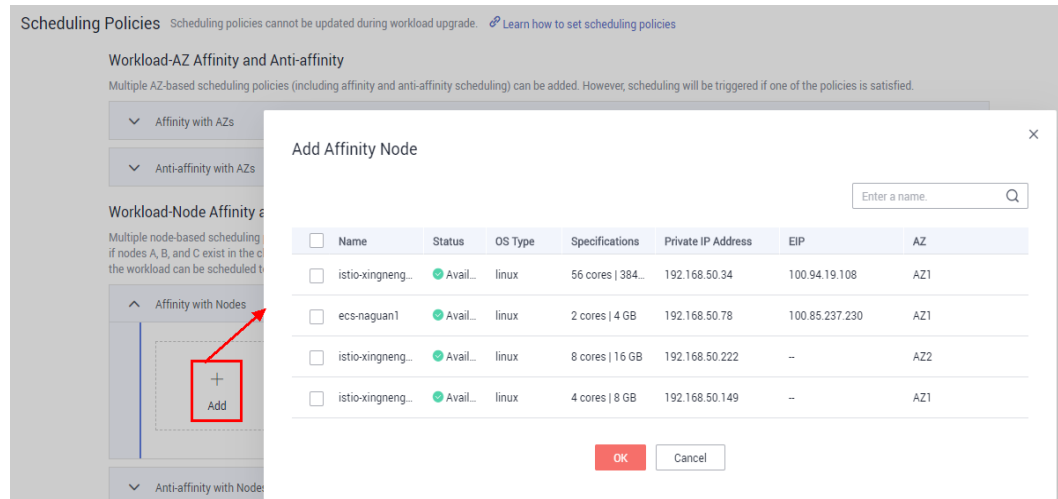 Scheduling Policies Scheduling policies cannot be updated during workload upgrade. Learn how to set scheduling policies
Workload-AZ Affinity and Anti-affinity
Multiple AZ-based scheduling policies (including affinity and anti-affinity scheduling) can be added. However, scheduling will be triggered if one of the policies is satisfied.
Affinity with AZs
Anti-affinity with AZs
Workload-Node Affinity a
Multiple node-based scheduling
if nodes A, B, and C exist in the c
the workload can be scheduled t
Affinity with Nodes
+
Add
Anti-affinity with Node
Add Affinity Node
Enter a name.
Name Status OS Type Specifications Private IP Address EIP AZ
istio-xingneng... Avail... linux 56 cores | 384... 192.168.50.34 100.94.19.108 AZ1
ecs-naguan1 Avail... linux 2 cores | 4 GB 192.168.50.78 100.85.237.230 AZ1
istio-xingneng... Avail... linux 8 cores | 16 GB 192.168.50.222 -- AZ2
istio-xingneng... Avail... linux 4 cores | 8 GB 192.168.50.149 -- AZ1
OK Cancel